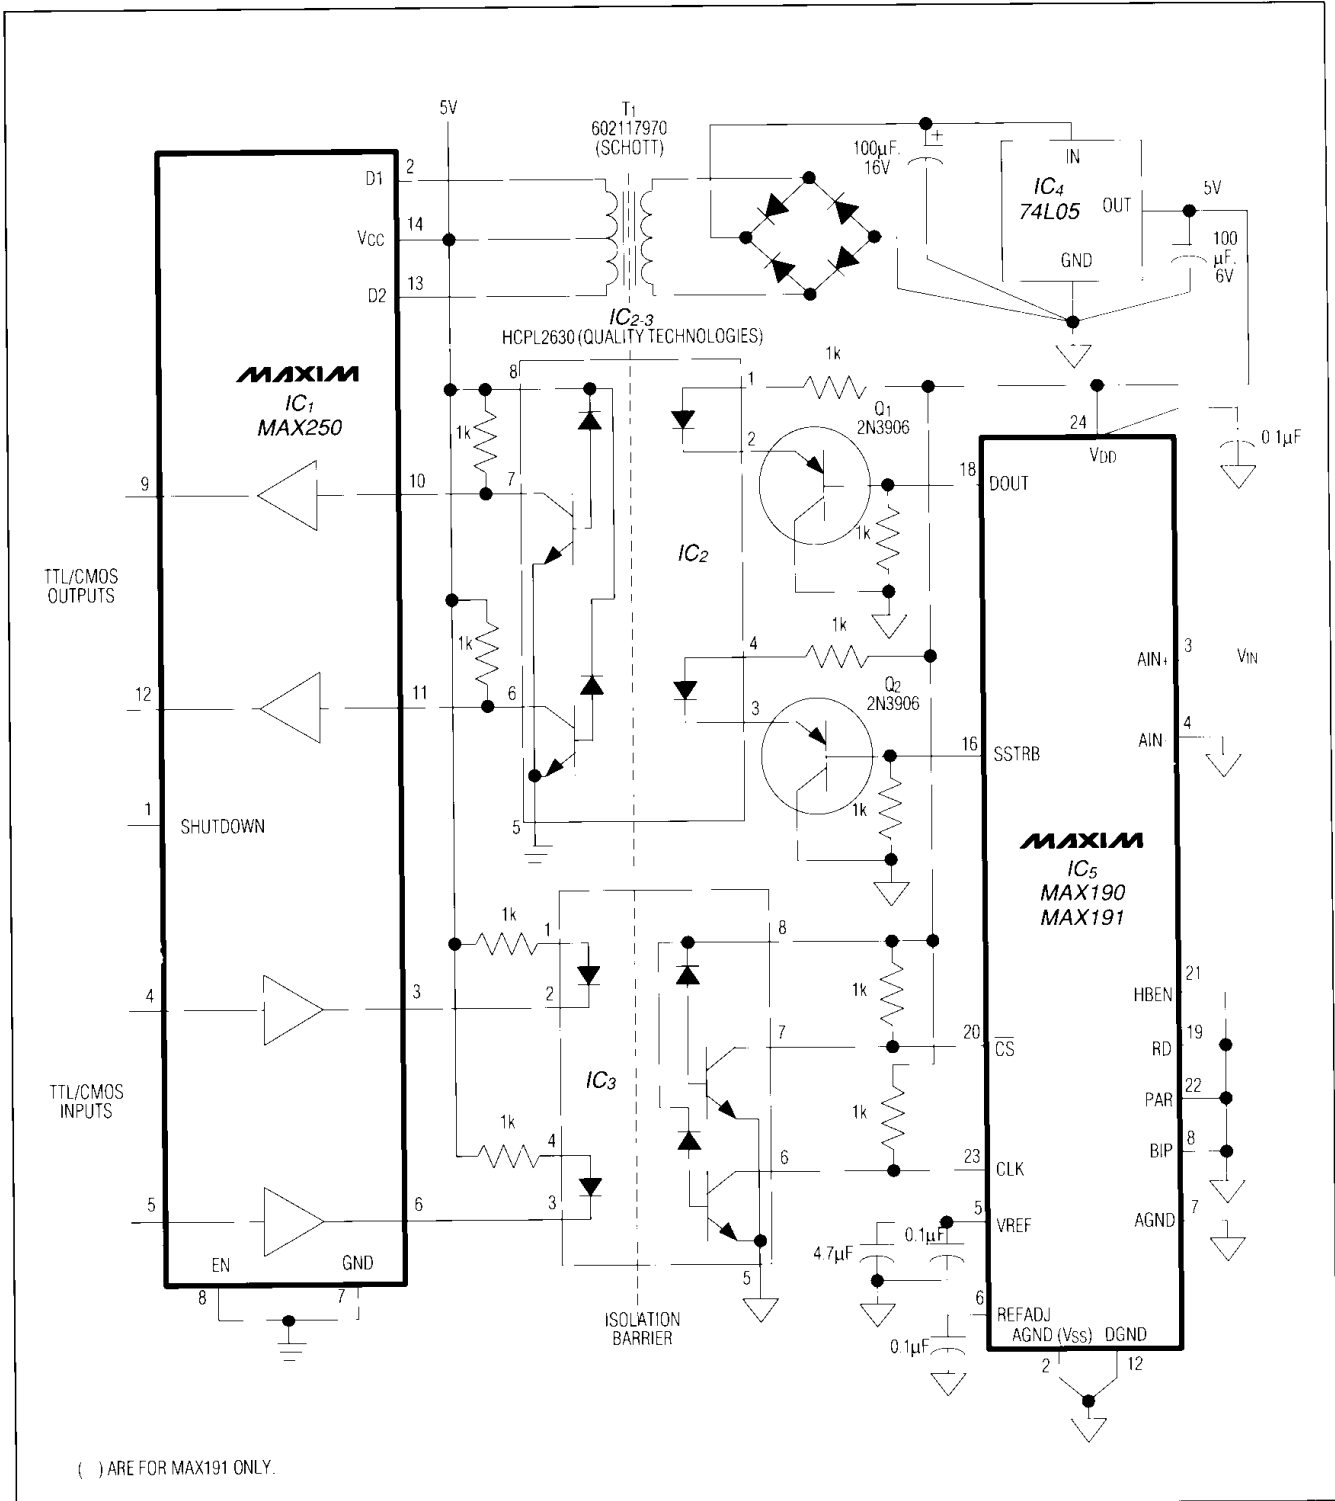 5V
T1
602117970
(SCHOTT)
100µF.
16V
+
IN
IC4
74L05
OUT
GND
5V
100
µF.
6V
D1
2
VCC
14
D2
13
IC2-3
HCPL2630 (QUALITY TECHNOLOGIES)
MAXIM
IC1
MAX250
8
1k
1
1k
Q1
2N3906
24
VDD
0.1µF
2
18
DOUT
9
10
7
1k
IC2
TTL/CMOS
OUTPUTS
1k
4
1k
3
AIN+
VIN
12
11
6
Q2
2N3906
3
16
SSTRB
4
AIN-
1k
1
SHUTDOWN
5
MAXIM
IC5
MAX190
MAX191
1k
1
8
1k
21
HBEN
4
3
2
7
20
CS
19
RD
IC3
TTL/CMOS
INPUTS
1k
4
1k
22
PAR
8
BIP
6
23
CLK
5
6
3
5
VREF
7
AGND
4.7µF
0.1µF
EN
GND
8
7
5
6
REFADJ
ISOLATION
BARRIER
0.1µF
AGND (VSS)
DGND
2
12
( ) ARE FOR MAX191 ONLY.